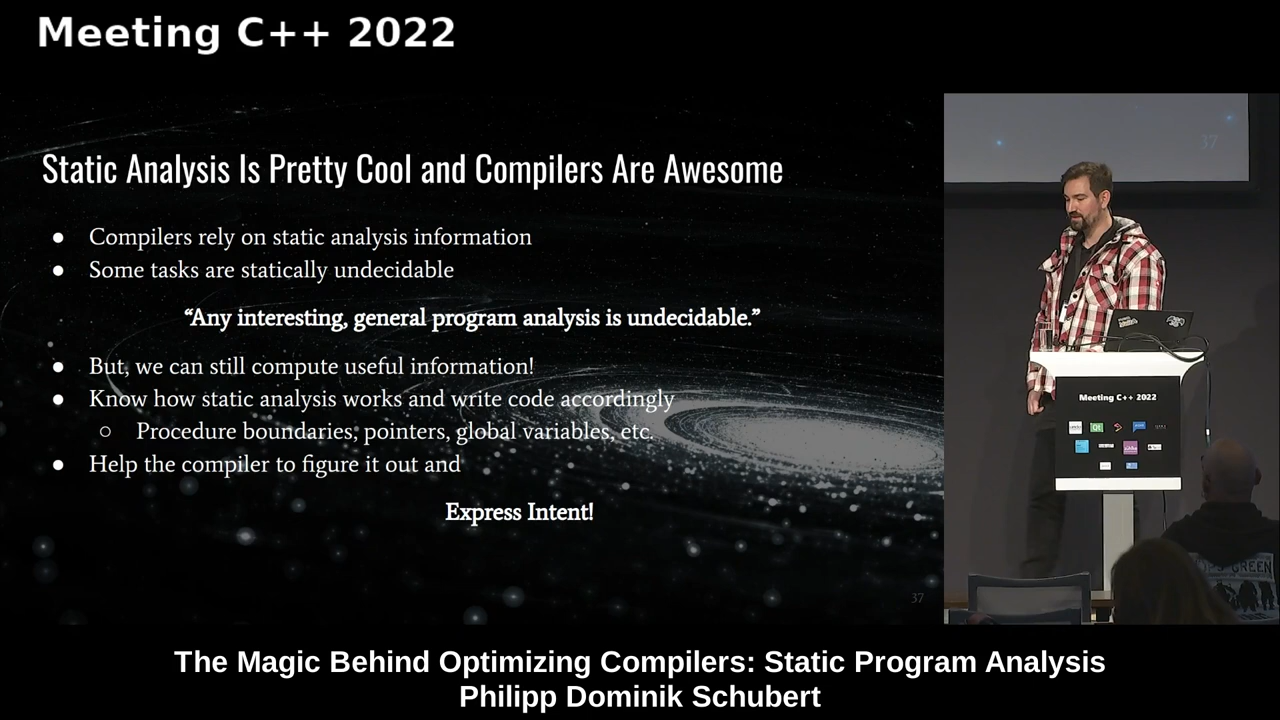 Meeting C++ 2022
Static Analysis Is Pretty Cool and Compilers Are Awesome
● Compilers rely on static analysis information
● Some tasks are statically undecidable
“Any interesting, general program analysis is undecidable.”
● But, we can still compute useful information!
● Know how static analysis works and write code accordingly
○ Procedure boundaries, pointers, global variables, etc.
● Help the compiler to figure it out and
Express Intent!
37
37
Meeting C++ 2022
Qt
GREEN
The Magic Behind Optimizing Compilers: Static Program Analysis
Philipp Dominik Schubert